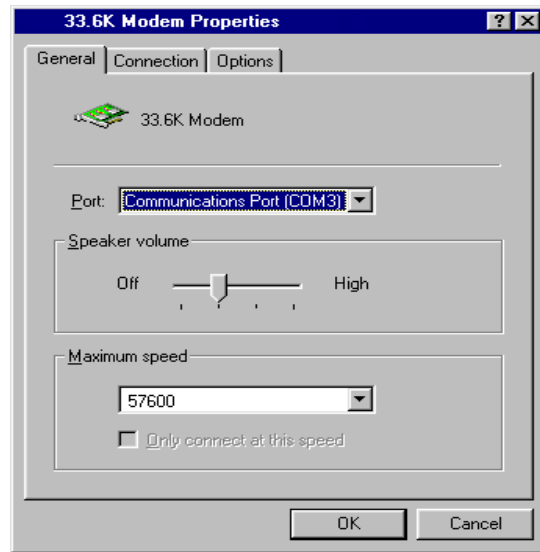 33.6K Modem Properties
General Connection Options
33.6K Modem
Port: Communications Port (COM3)
Speaker volume
Off High
Maximum speed
57600
Only connect at this speed
OK Cancel